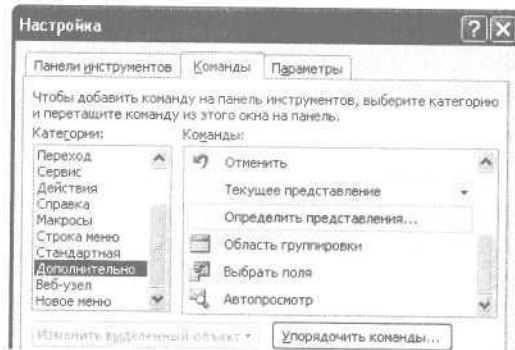 Настройка
Панели инструментов Команды Параметры
Чтобы добавить команду на панель инструментов, выберите категорию
и перетащите команду из этого окна на панель.
Категории: Команды:
Переход
Сервис
Действия
Справка
Макросы
Строка меню
Стандартная
Дополнительно
Веб-узел
Новое меню
Отменить
Текущее представление
Определить представления...
Область группировки
Выбрать поля
Автопросмотр
Изменить выделенный объект Упорядочить команды...